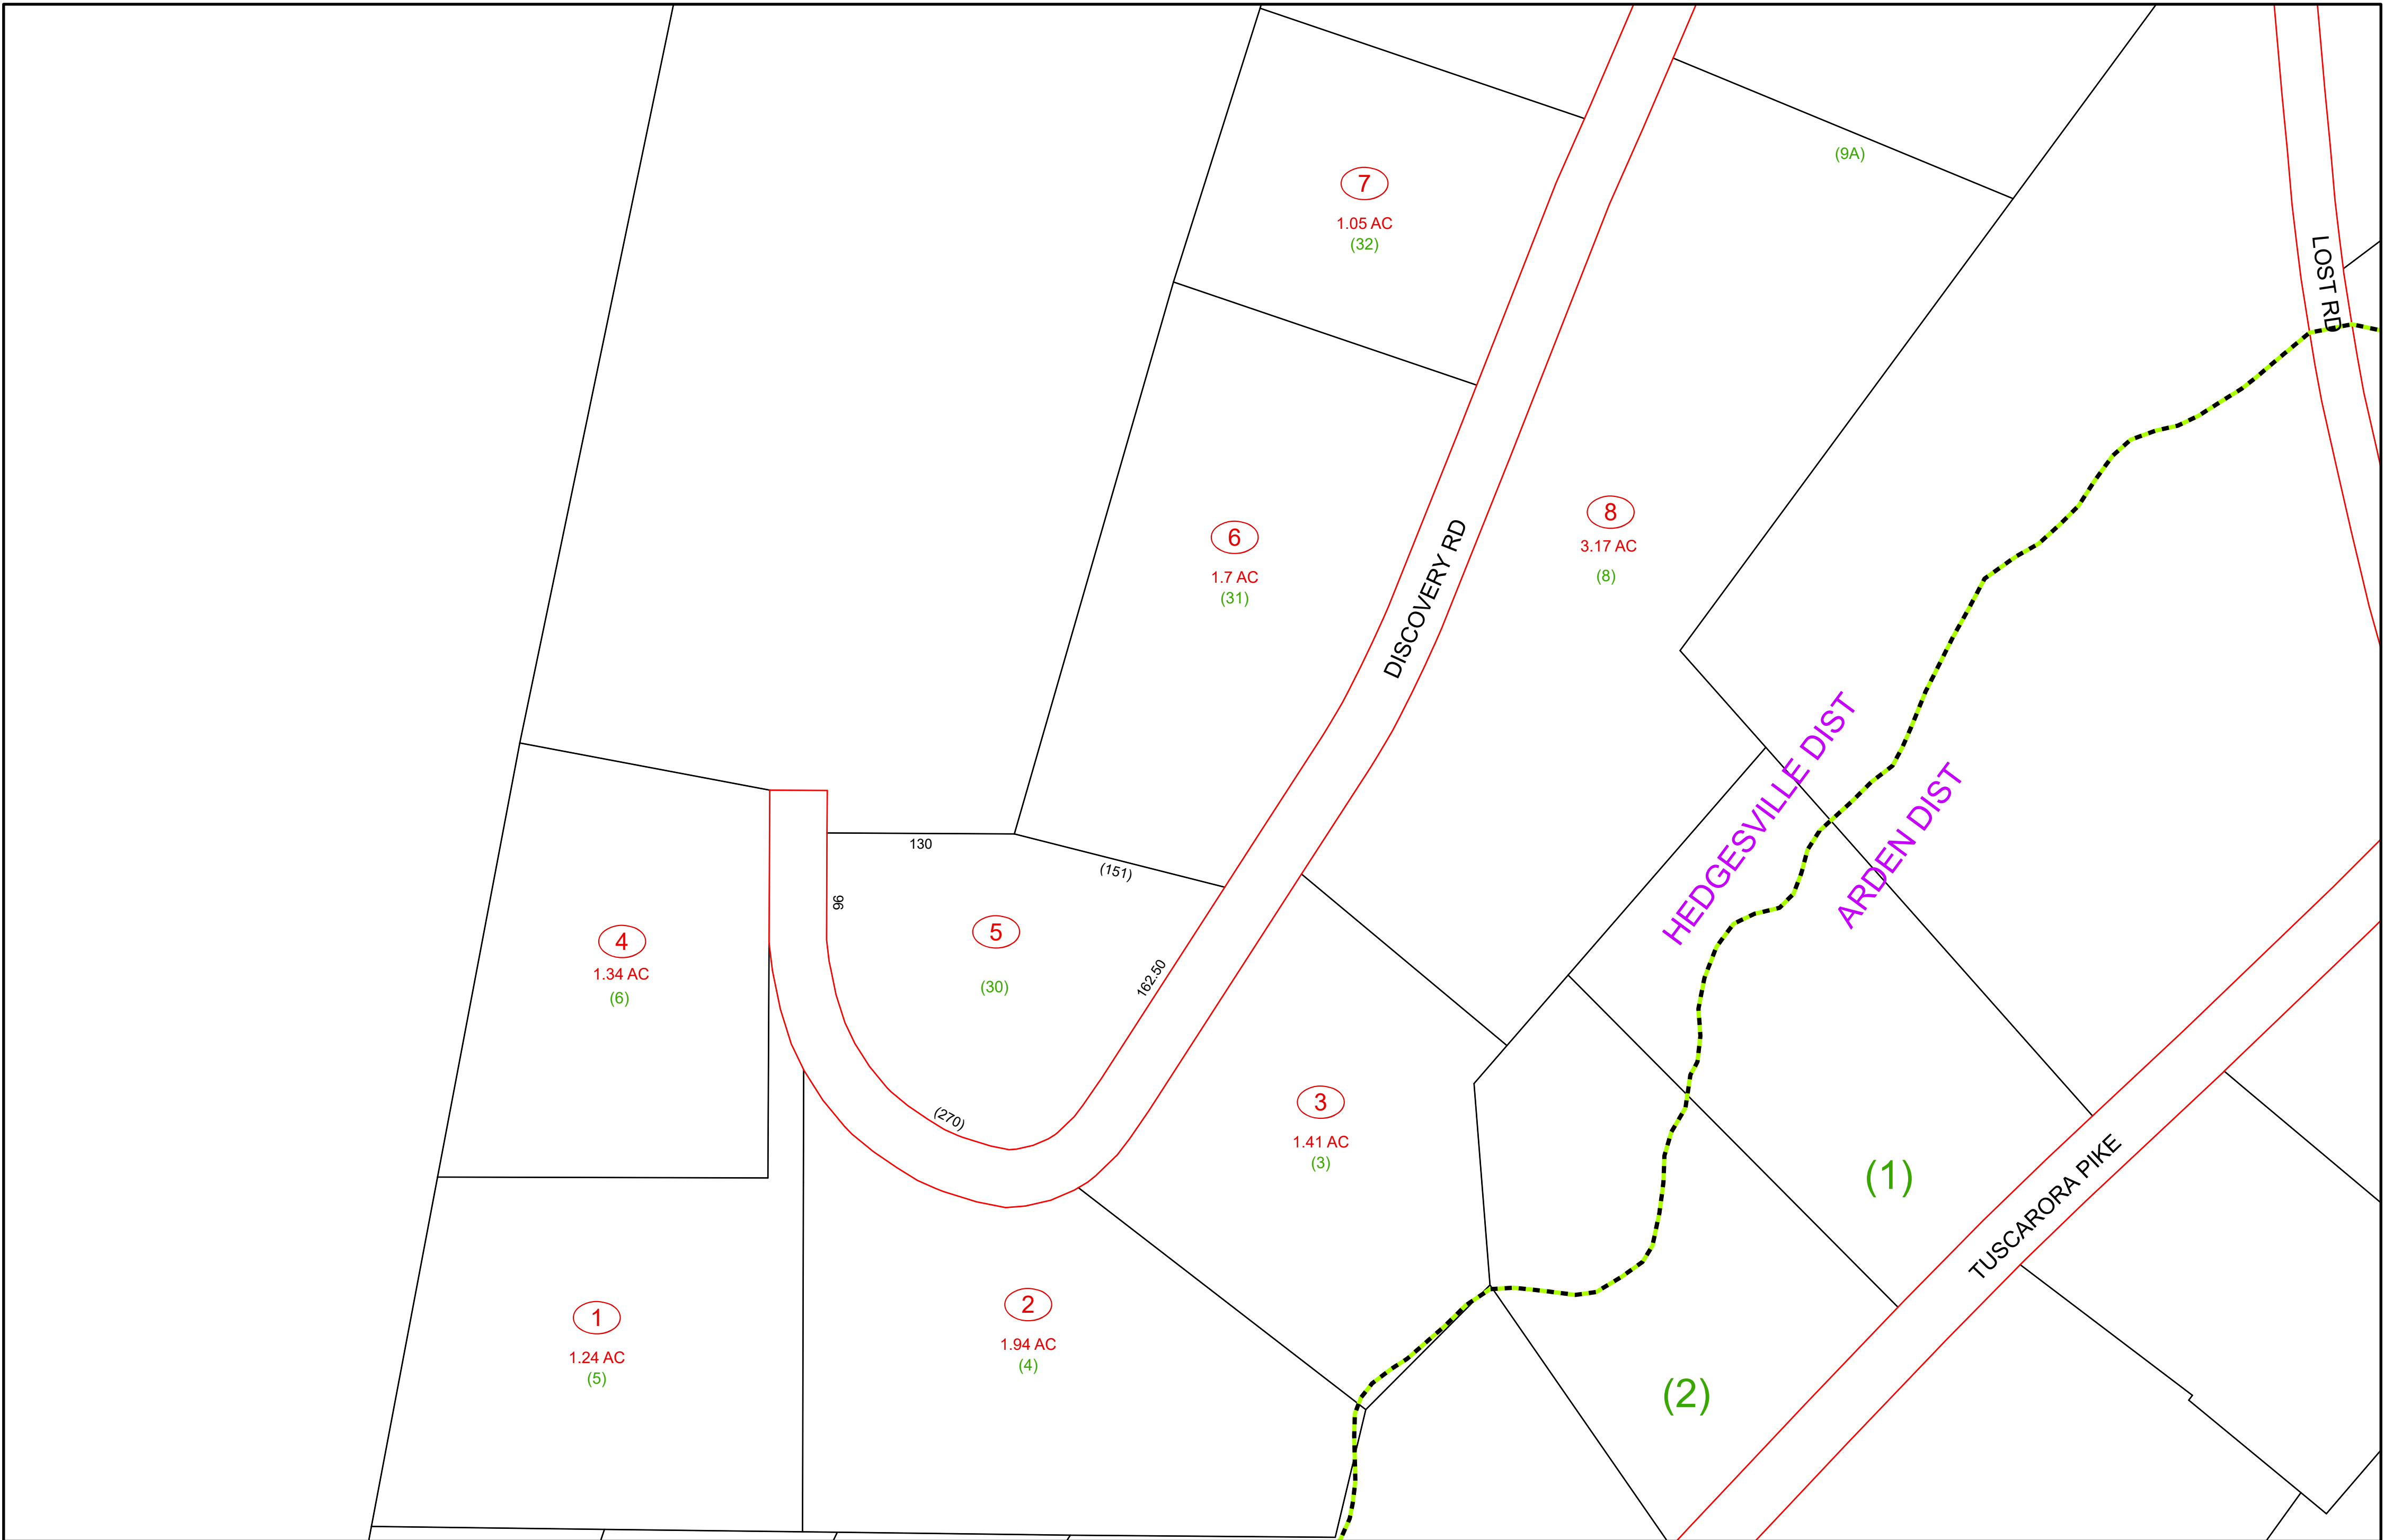 (9A)
7
1.05 AC
(32)
LOST RD
8
3.17 AC
(8)
6
1.7 AC
(31)
DISCOVERY RD
HEDGESVILLE DIST
ARDEN DIST
130
(151)
96
5
(30)
162.50
(270)
4
1.34 AC
(6)
3
1.41 AC
(3)
(1)
TUSCARORA PIKE
2
1.94 AC
(4)
1
1.24 AC
(5)
(2)